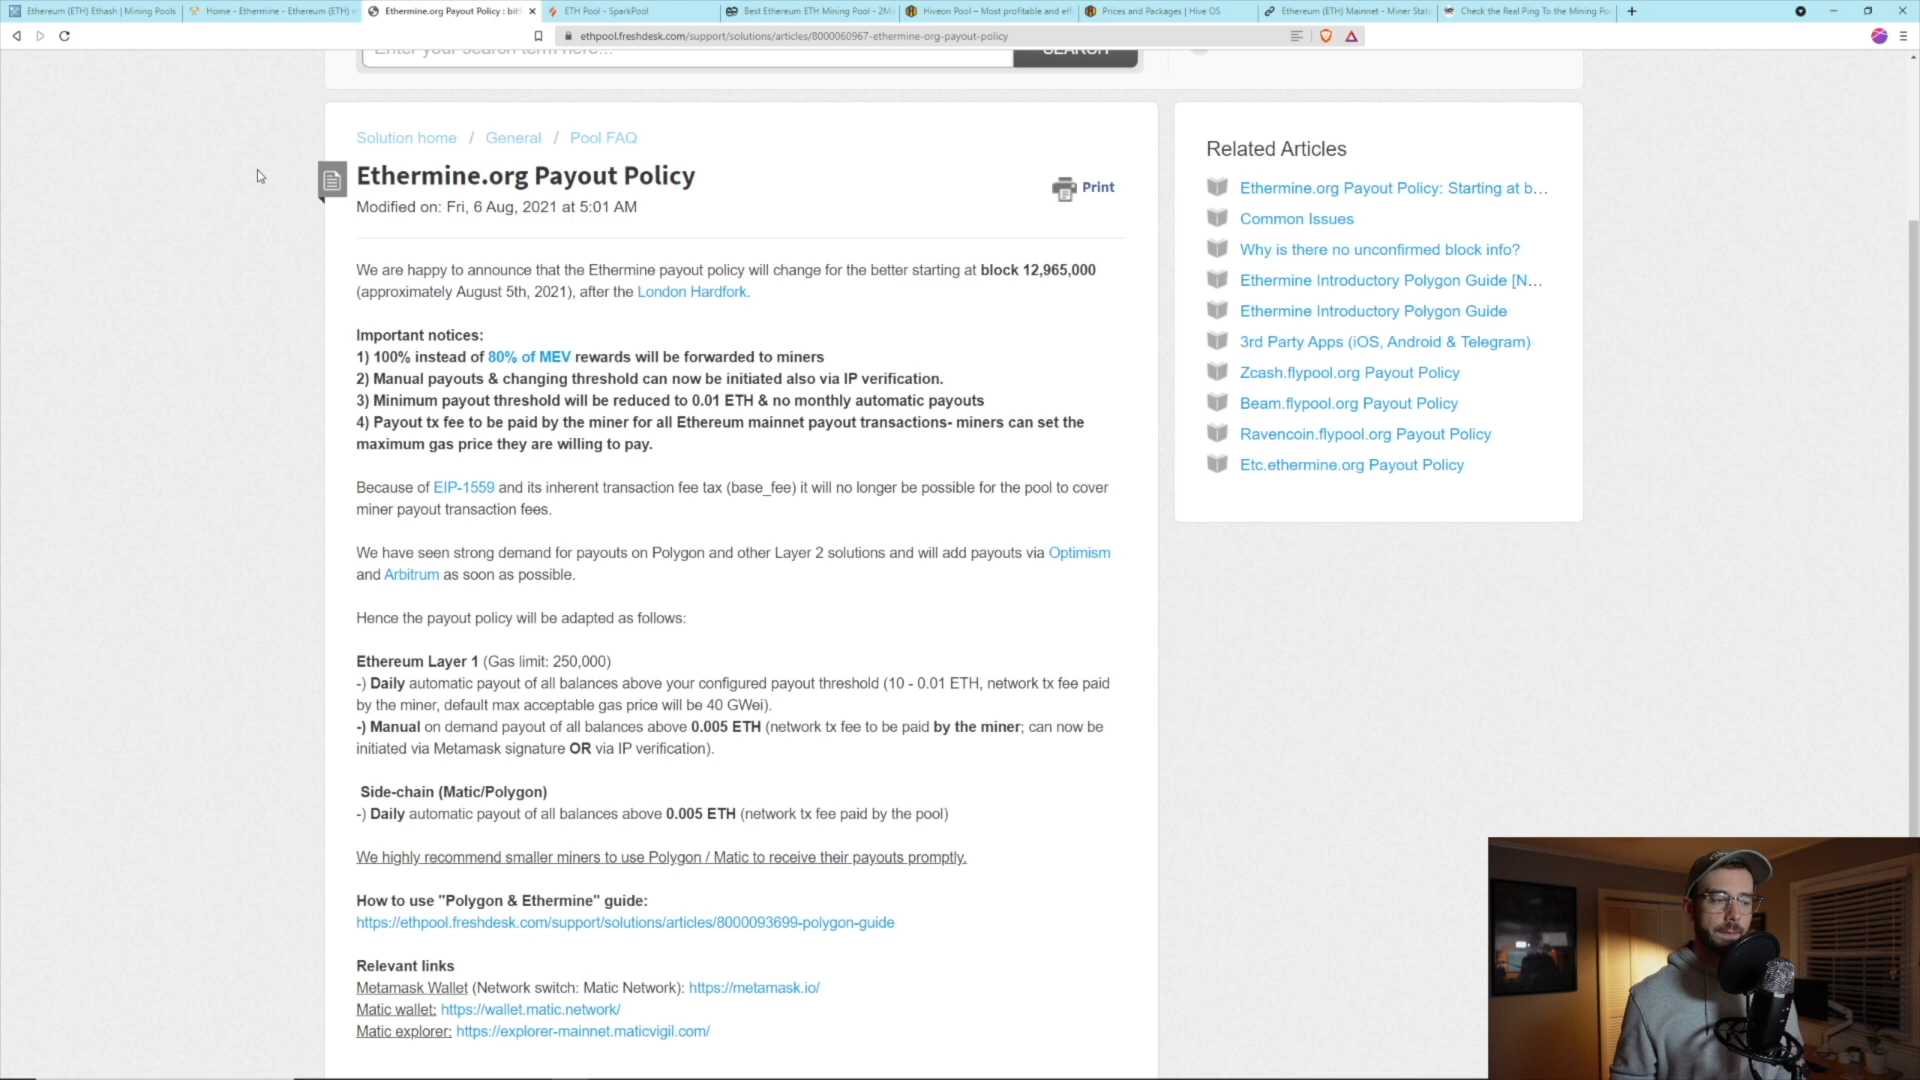 Ethereum (ETH) Ethash | Mining Pools
Home - Ethermine - Ethereum (ETH)
Ethermine.org Payout Policy : bit
ETH Pool - SparkPool
Best Ethereum ETH Mining Pool - 2Mi
Hiveon Pool – Most profitable and eff
Prices and Packages | Hive OS
Ethereum (ETH) Mainnet - Miner Stat
Check the Real Ping To the Mining Po
ethpool.freshdesk.com/support/solutions/articles/8000060967-ethermine-org-payout-policy
Enter your search term here...
SEARCH
Solution home / General / Pool FAQ
Ethermine.org Payout Policy
Print
Modified on: Fri, 6 Aug, 2021 at 5:01 AM
We are happy to announce that the Ethermine payout policy will change for the better starting at block 12,965,000
(approximately August 5th, 2021), after the London Hardfork.
Important notices:
1) 100% instead of 80% of MEV rewards will be forwarded to miners
2) Manual payouts & changing threshold can now be initiated also via IP verification.
3) Minimum payout threshold will be reduced to 0.01 ETH & no monthly automatic payouts
4) Payout tx fee to be paid by the miner for all Ethereum mainnet payout transactions- miners can set the
maximum gas price they are willing to pay.
Because of EIP-1559 and its inherent transaction fee tax (base_fee) it will no longer be possible for the pool to cover
miner payout transaction fees.
We have seen strong demand for payouts on Polygon and other Layer 2 solutions and will add payouts via Optimism
and Arbitrum as soon as possible.
Hence the payout policy will be adapted as follows:
Ethereum Layer 1 (Gas limit: 250,000)
-) Daily automatic payout of all balances above your configured payout threshold (10 - 0.01 ETH, network tx fee paid
by the miner, default max acceptable gas price will be 40 GWei).
-) Manual on demand payout of all balances above 0.005 ETH (network tx fee to be paid by the miner; can now be
initiated via Metamask signature OR via IP verification).
Side-chain (Matic/Polygon)
-) Daily automatic payout of all balances above 0.005 ETH (network tx fee paid by the pool)
We highly recommend smaller miners to use Polygon / Matic to receive their payouts promptly.
How to use "Polygon & Ethermine" guide:
https://ethpool.freshdesk.com/support/solutions/articles/8000093699-polygon-guide
Relevant links
Metamask Wallet (Network switch: Matic Network): https://metamask.io/
Matic wallet: https://wallet.matic.network/
Matic explorer: https://explorer-mainnet.maticvigil.com/
Related Articles
Ethermine.org Payout Policy: Starting at b...
Common Issues
Why is there no unconfirmed block info?
Ethermine Introductory Polygon Guide [N...
Ethermine Introductory Polygon Guide
3rd Party Apps (iOS, Android & Telegram)
Zcash.flypool.org Payout Policy
Beam.flypool.org Payout Policy
Ravencoin.flypool.org Payout Policy
Etc.ethermine.org Payout Policy